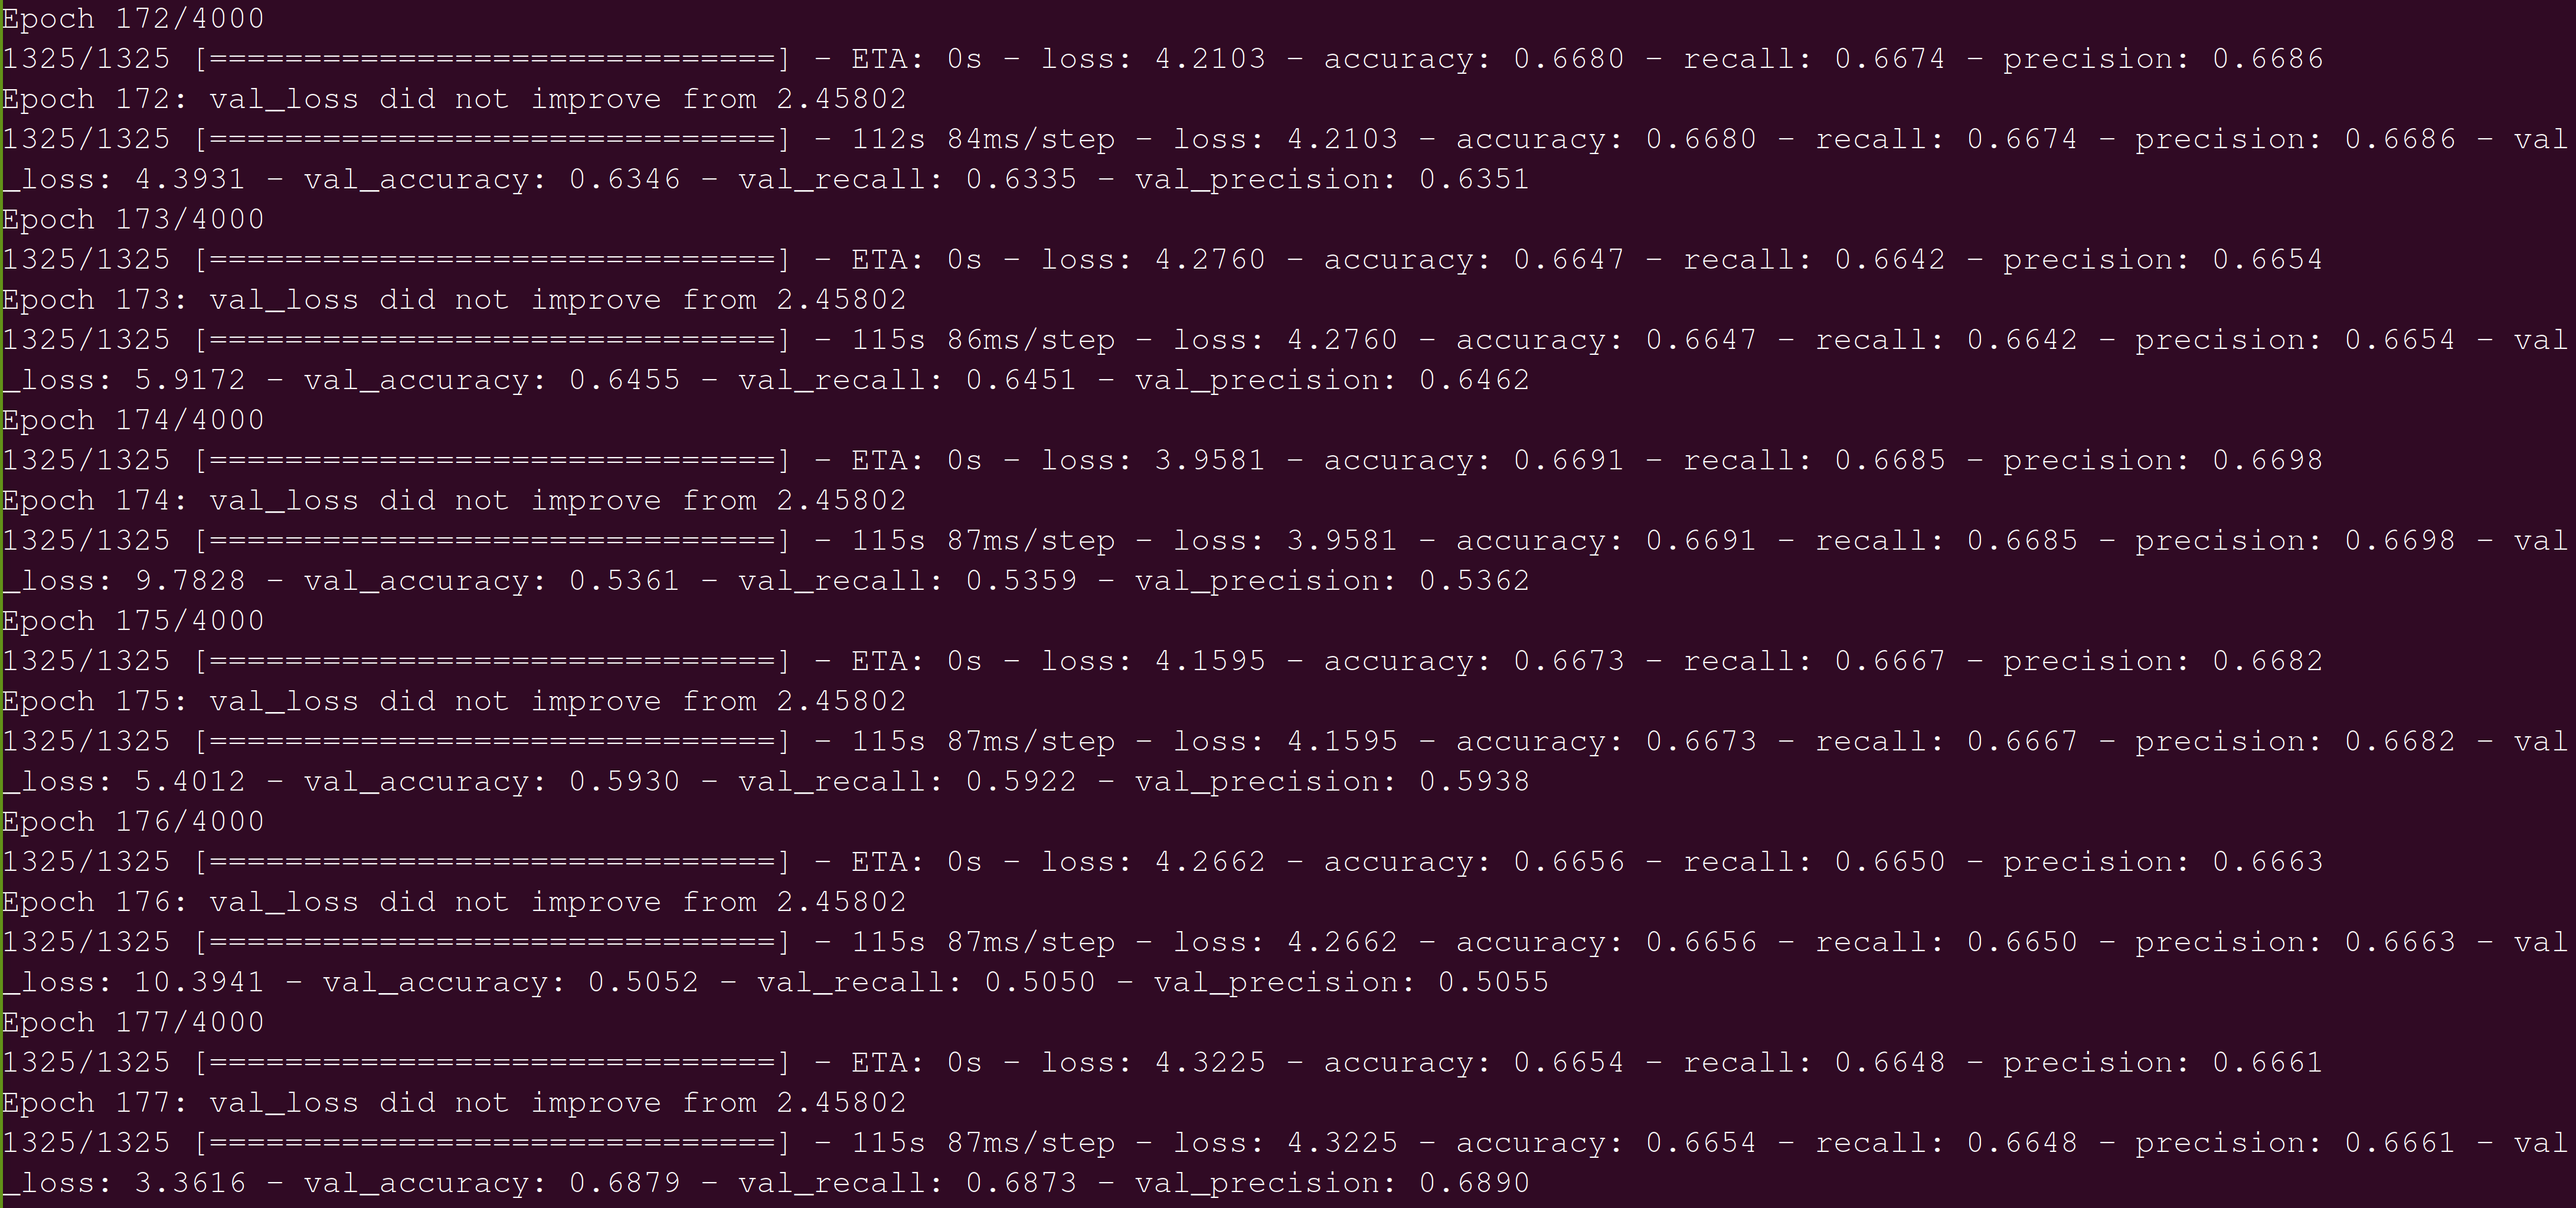 Epoch 172/4000
1325/1325 [==============================] - ETA: 0s - loss: 4.2103 - accuracy: 0.6680 - recall: 0.6674 - precision: 0.6686
Epoch 172: val_loss did not improve from 2.45802
1325/1325 [==============================] - 112s 84ms/step - loss: 4.2103 - accuracy: 0.6680 - recall: 0.6674 - precision: 0.6686 - val
_loss: 4.3931 - val_accuracy: 0.6346 - val_recall: 0.6335 - val_precision: 0.6351
Epoch 173/4000
1325/1325 [==============================] - ETA: 0s - loss: 4.2760 - accuracy: 0.6647 - recall: 0.6642 - precision: 0.6654
Epoch 173: val_loss did not improve from 2.45802
1325/1325 [==============================] - 115s 86ms/step - loss: 4.2760 - accuracy: 0.6647 - recall: 0.6642 - precision: 0.6654 - val
_loss: 5.9172 - val_accuracy: 0.6455 - val_recall: 0.6451 - val_precision: 0.6462
Epoch 174/4000
1325/1325 [==============================] - ETA: 0s - loss: 3.9581 - accuracy: 0.6691 - recall: 0.6685 - precision: 0.6698
Epoch 174: val_loss did not improve from 2.45802
1325/1325 [==============================] - 115s 87ms/step - loss: 3.9581 - accuracy: 0.6691 - recall: 0.6685 - precision: 0.6698 - val
_loss: 9.7828 - val_accuracy: 0.5361 - val_recall: 0.5359 - val_precision: 0.5362
Epoch 175/4000
1325/1325 [==============================] - ETA: 0s - loss: 4.1595 - accuracy: 0.6673 - recall: 0.6667 - precision: 0.6682
Epoch 175: val_loss did not improve from 2.45802
1325/1325 [==============================] - 115s 87ms/step - loss: 4.1595 - accuracy: 0.6673 - recall: 0.6667 - precision: 0.6682 - val
_loss: 5.4012 - val_accuracy: 0.5930 - val_recall: 0.5922 - val_precision: 0.5938
Epoch 176/4000
1325/1325 [==============================] - ETA: 0s - loss: 4.2662 - accuracy: 0.6656 - recall: 0.6650 - precision: 0.6663
Epoch 176: val_loss did not improve from 2.45802
1325/1325 [==============================] - 115s 87ms/step - loss: 4.2662 - accuracy: 0.6656 - recall: 0.6650 - precision: 0.6663 - val
_loss: 10.3941 - val_accuracy: 0.5052 - val_recall: 0.5050 - val_precision: 0.5055
Epoch 177/4000
1325/1325 [==============================] - ETA: 0s - loss: 4.3225 - accuracy: 0.6654 - recall: 0.6648 - precision: 0.6661
Epoch 177: val_loss did not improve from 2.45802
1325/1325 [==============================] - 115s 87ms/step - loss: 4.3225 - accuracy: 0.6654 - recall: 0.6648 - precision: 0.6661 - val
_loss: 3.3616 - val_accuracy: 0.6879 - val_recall: 0.6873 - val_precision: 0.6890